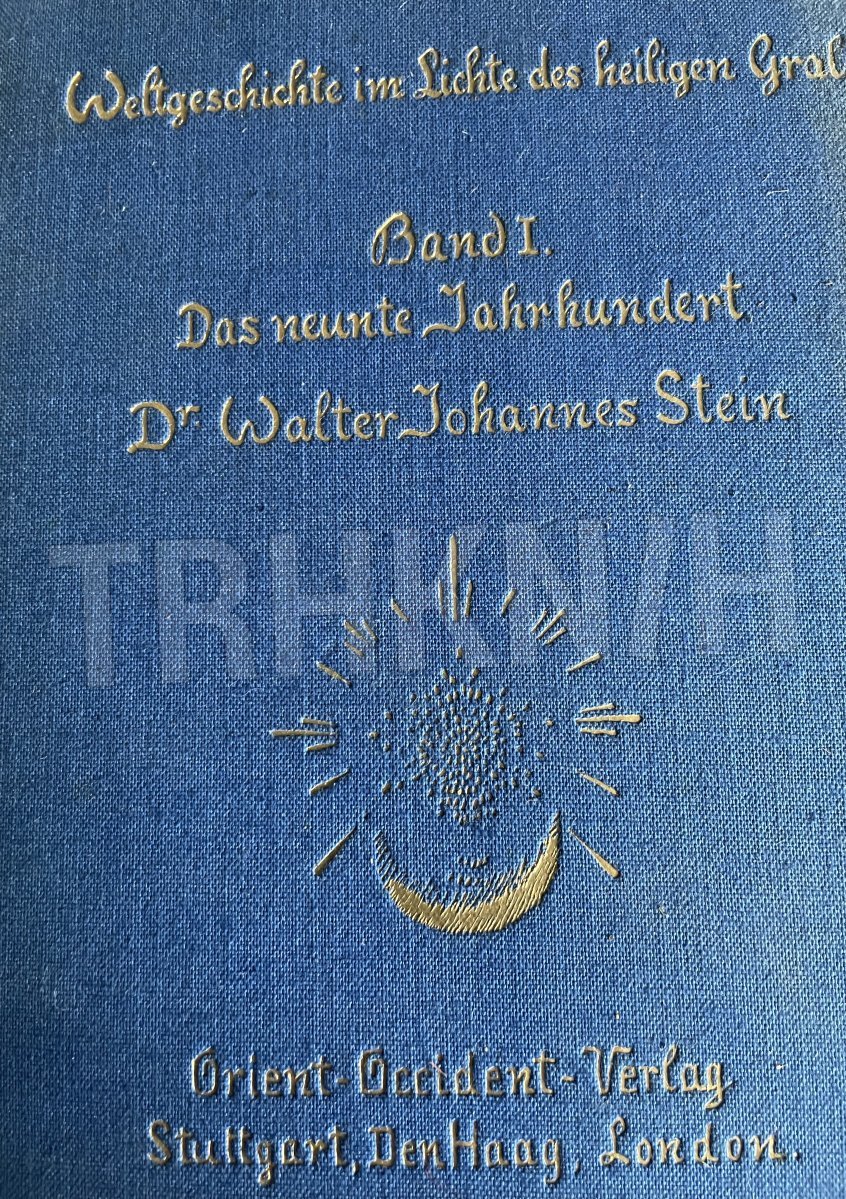 Weltgeschichte im Lichte des heiligen Gral
Band I.
Das neunte Jahrhundert
Dr. Walter Johannes Stein
TRHKN/H
Orient-Occident-Verlag
Stuttgart, Den Haag, London.